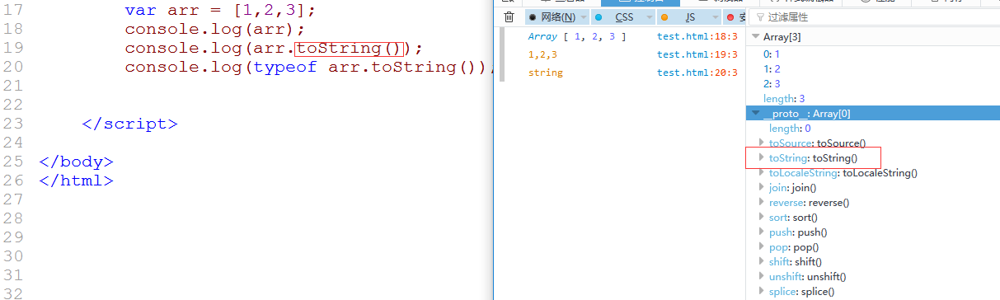 17 var arr = [1,2,3];
18 console.log(arr);
19 console.log(arr.toString());
20 console.log(typeof arr.toString());
21
22
23 </script>
24
25 </body>
26 </html>
27
28
29
30
31
32
网络(N) CSS JS
Array [ 1, 2, 3 ] test.html:18:3
1,2,3 test.html:19:3
string test.html:20:3
过滤属性
Array[3]
0: 1
1: 2
2: 3
length: 3
__proto__: Array[0]
length: 0
toSource: toSource()
toString: toString()
toLocaleString: toLocaleString()
join: join()
reverse: reverse()
sort: sort()
push: push()
pop: pop()
shift: shift()
unshift: unshift()
splice: splice()